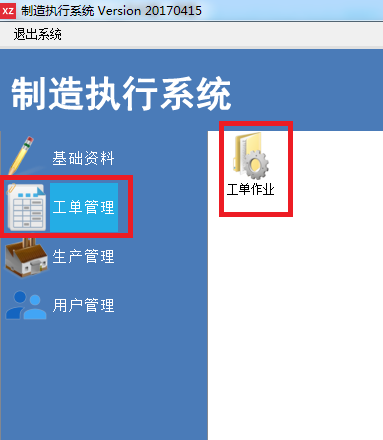 XZ 制造执行系统 Version 20170415
退出系统
制造执行系统
基础资料
工单管理
生产管理
用户管理
工单作业